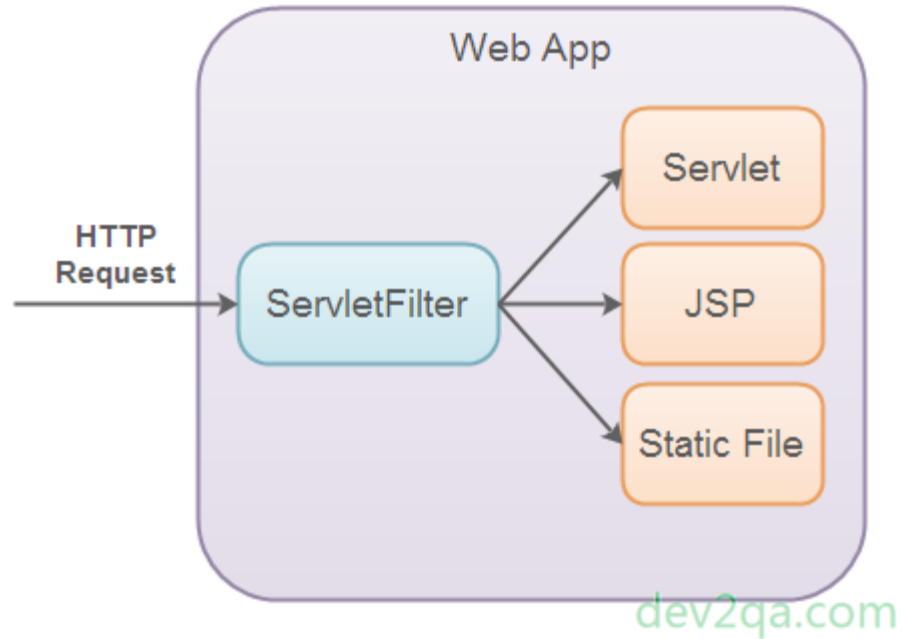 Web App
HTTP
Request
ServletFilter
Servlet
JSP
Static File
dev2qa.com